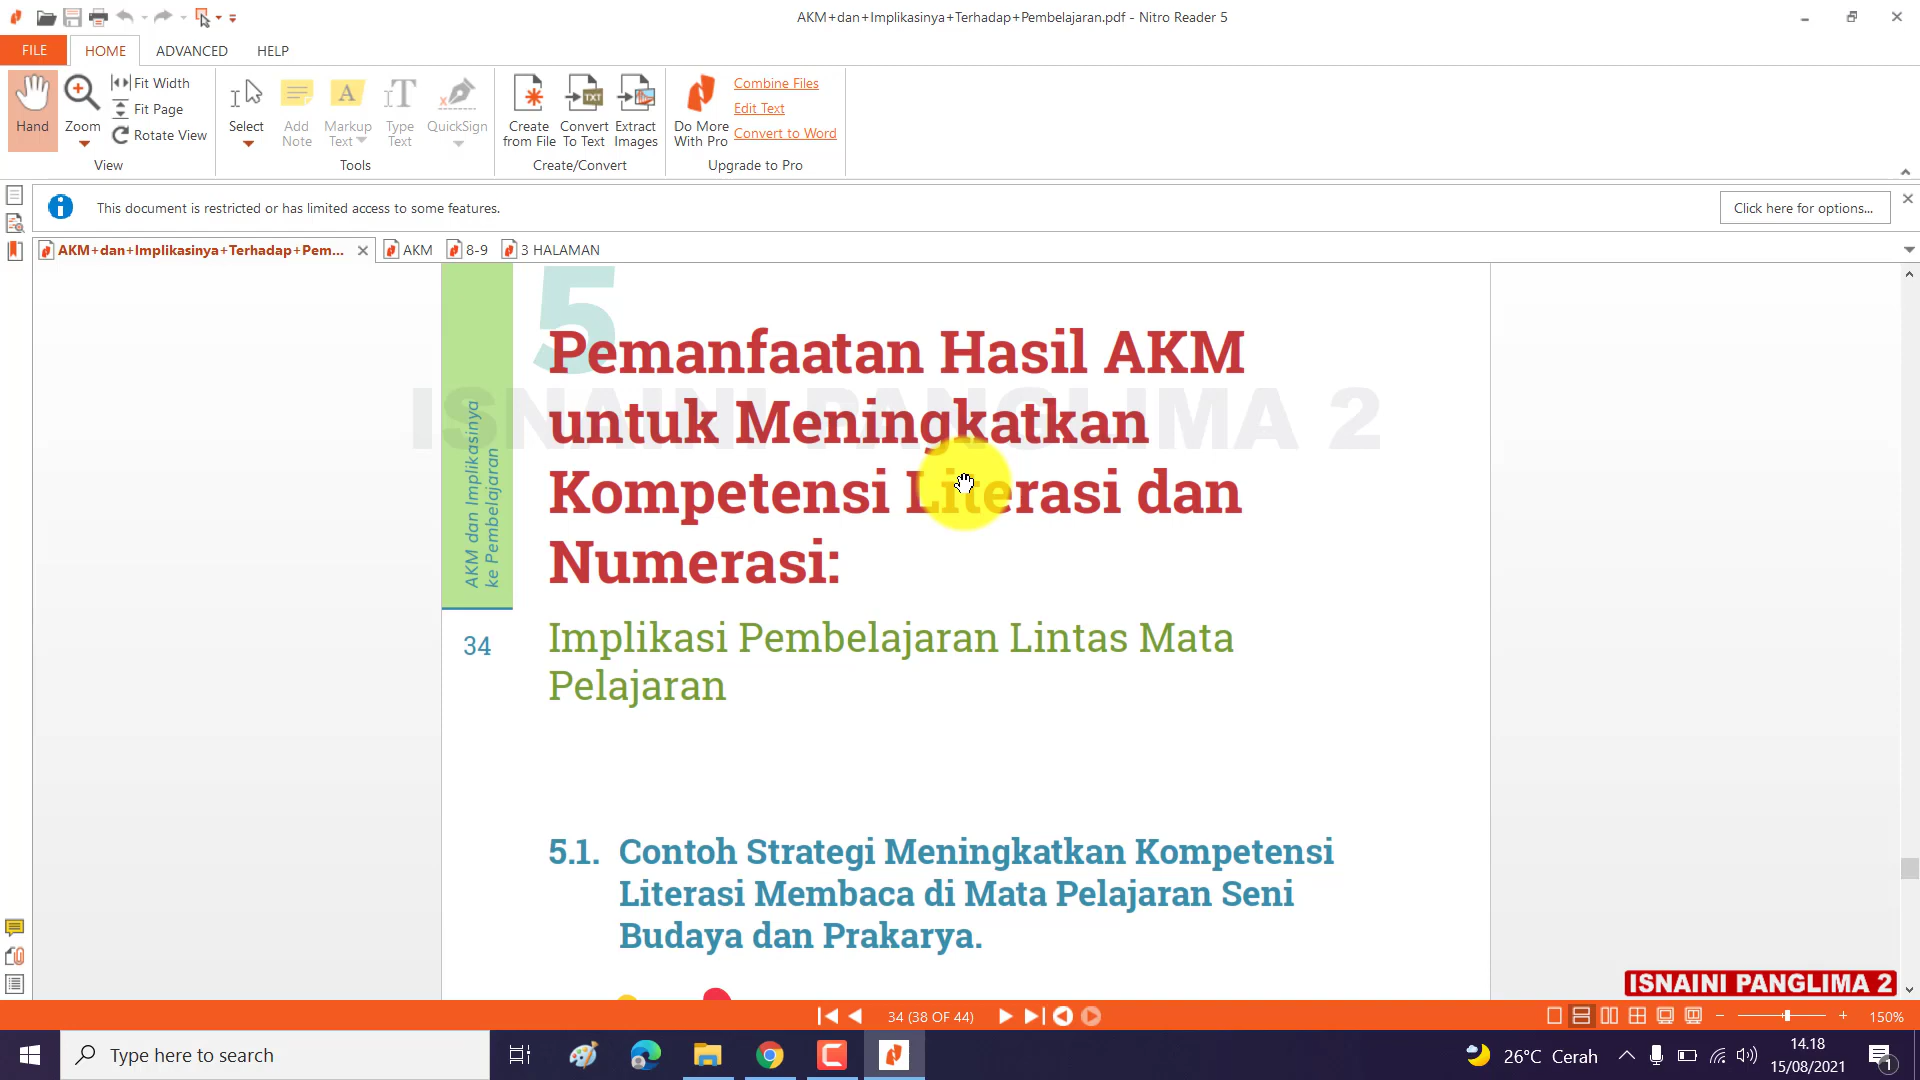 AKM+dan+Implikasinya+Terhadap+Pembelajaran.pdf - Nitro Reader 5
FILE
HOME
ADVANCED
HELP
Hand
Zoom
Fit Width
Fit Page
Rotate View
View
Select
Add
Note
Markup
Text
Type
Text
QuickSign
Tools
Create
from File
Convert
To Text
Extract
Images
Create/Convert
Do More
With Pro
Combine Files
Edit Text
Convert to Word
Upgrade to Pro
This document is restricted or has limited access to some features.
Click here for options...
AKM+dan+Implikasinya+Terhadap+Pem...
AKM
8-9
3 HALAMAN
5
Pemanfaatan Hasil AKM
untuk Meningkatkan
Kompetensi Literasi dan
Numerasi:
ISNAINI PANGLIMA 2
AKM dan Implikasinya
ke Pembelajaran
34
Implikasi Pembelajaran Lintas Mata
Pelajaran
5.1. Contoh Strategi Meningkatkan Kompetensi
Literasi Membaca di Mata Pelajaran Seni
Budaya dan Prakarya.
ISNAINI PANGLIMA 2
34 (38 OF 44)
150%
Type here to search
26°C Cerah
14.18
15/08/2021
1